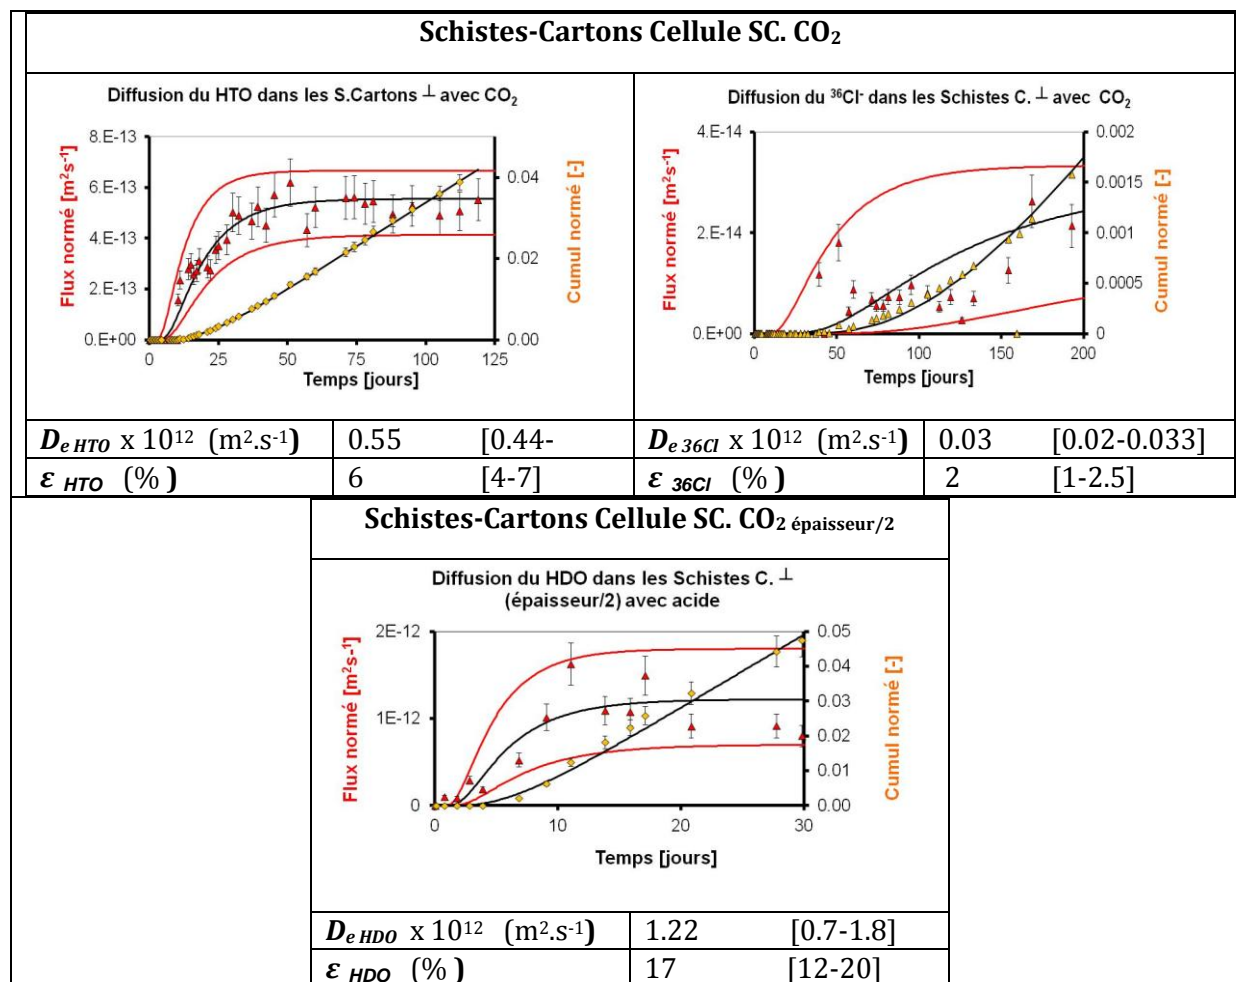 Schistes-Cartons Cellule SC. CO₂
Diffusion du HTO dans les S.Cartons ⊥ avec CO₂
8.E-13
6.E-13
4.E-13
2.E-13
0.E+00
Flux normé [m²s⁻¹]
0.04
0.02
0.00
Cumul normé [-]
0 25 50 75 100 125
Temps [jours]
Diffusion du ³⁶Cl⁻ dans les Schistes C. ⊥ avec CO₂
4.E-14
2.E-14
0.E+00
Flux normé [m²s⁻¹]
0.002
0.0015
0.001
0.0005
0
Cumul normé [-]
0 50 100 150 200
Temps [jours]
Dₑ HTO x 10¹² (m².s⁻¹) 0.55 [0.44-
Dₑ 36Cl x 10¹² (m².s⁻¹) 0.03 [0.02-0.033]
ε HTO (% ) 6 [4-7]
ε 36Cl (% ) 2 [1-2.5]
Schistes-Cartons Cellule SC. CO₂ épaisseur/2
Diffusion du HDO dans les Schistes C. ⊥
(épaisseur/2) avec acide
2E-12
1E-12
0
Flux normé [m²s-¹]
0.05
0.04
0.03
0.02
0.01
0.00
Cumul normé [-]
0 10 20 30
Temps [jours]
Dₑ HDO x 10¹² (m².s⁻¹) 1.22 [0.7-1.8]
ε HDO (% ) 17 [12-20]